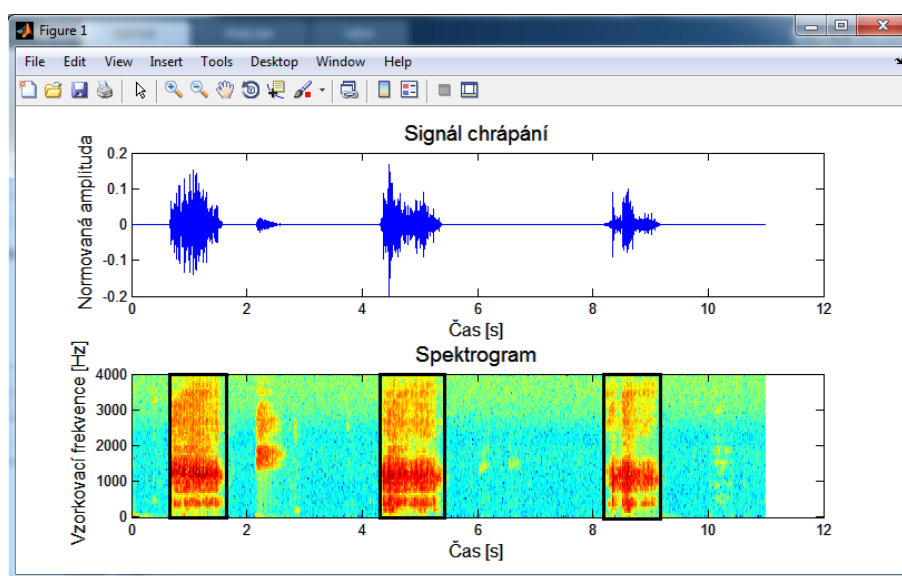 Figure 1
File Edit View Insert Tools Desktop Window Help
Signál chrápání
Normovaná amplituda
0.2
0.1
0
-0.1
-0.2
0 2 4 6 8 10 12
Čas [s]
Spektrogram
Vzorkovací frekvence [Hz]
4000
3000
2000
1000
0
0 2 4 6 8 10 12
Čas [s]